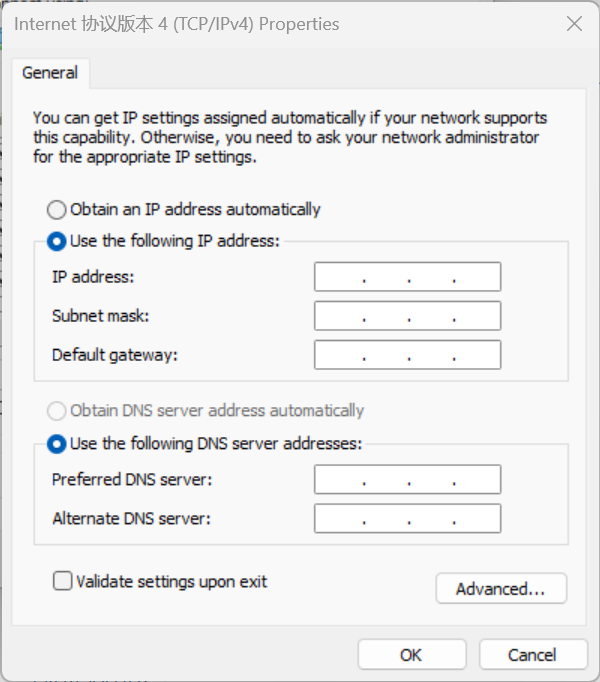 Internet 协议版本 4 (TCP/IPv4) Properties
General
You can get IP settings assigned automatically if your network supports
this capability. Otherwise, you need to ask your network administrator
for the appropriate IP settings.
Obtain an IP address automatically
Use the following IP address:
IP address:
Subnet mask:
Default gateway:
Obtain DNS server address automatically
Use the following DNS server addresses:
Preferred DNS server:
Alternate DNS server:
Validate settings upon exit
Advanced...
OK
Cancel